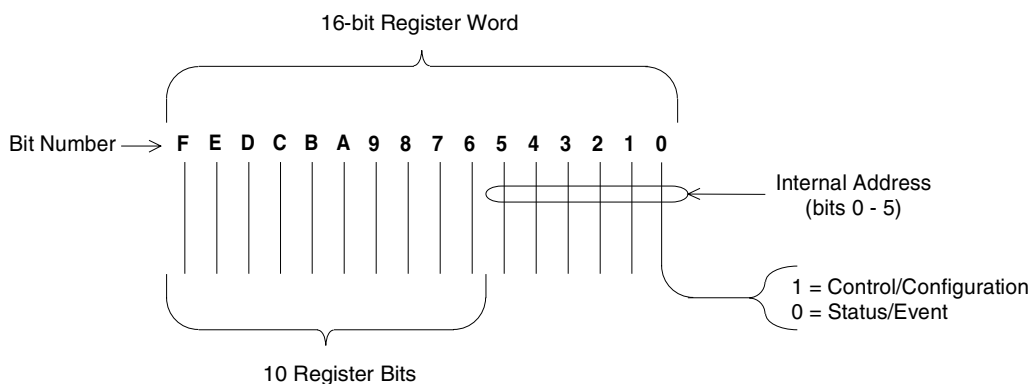 16-bit Register Word
Bit Number F E D C B A 9 8 7 6 5 4 3 2 1 0
Internal Address
(bits 0 - 5)
1 = Control/Configuration
0 = Status/Event
10 Register Bits